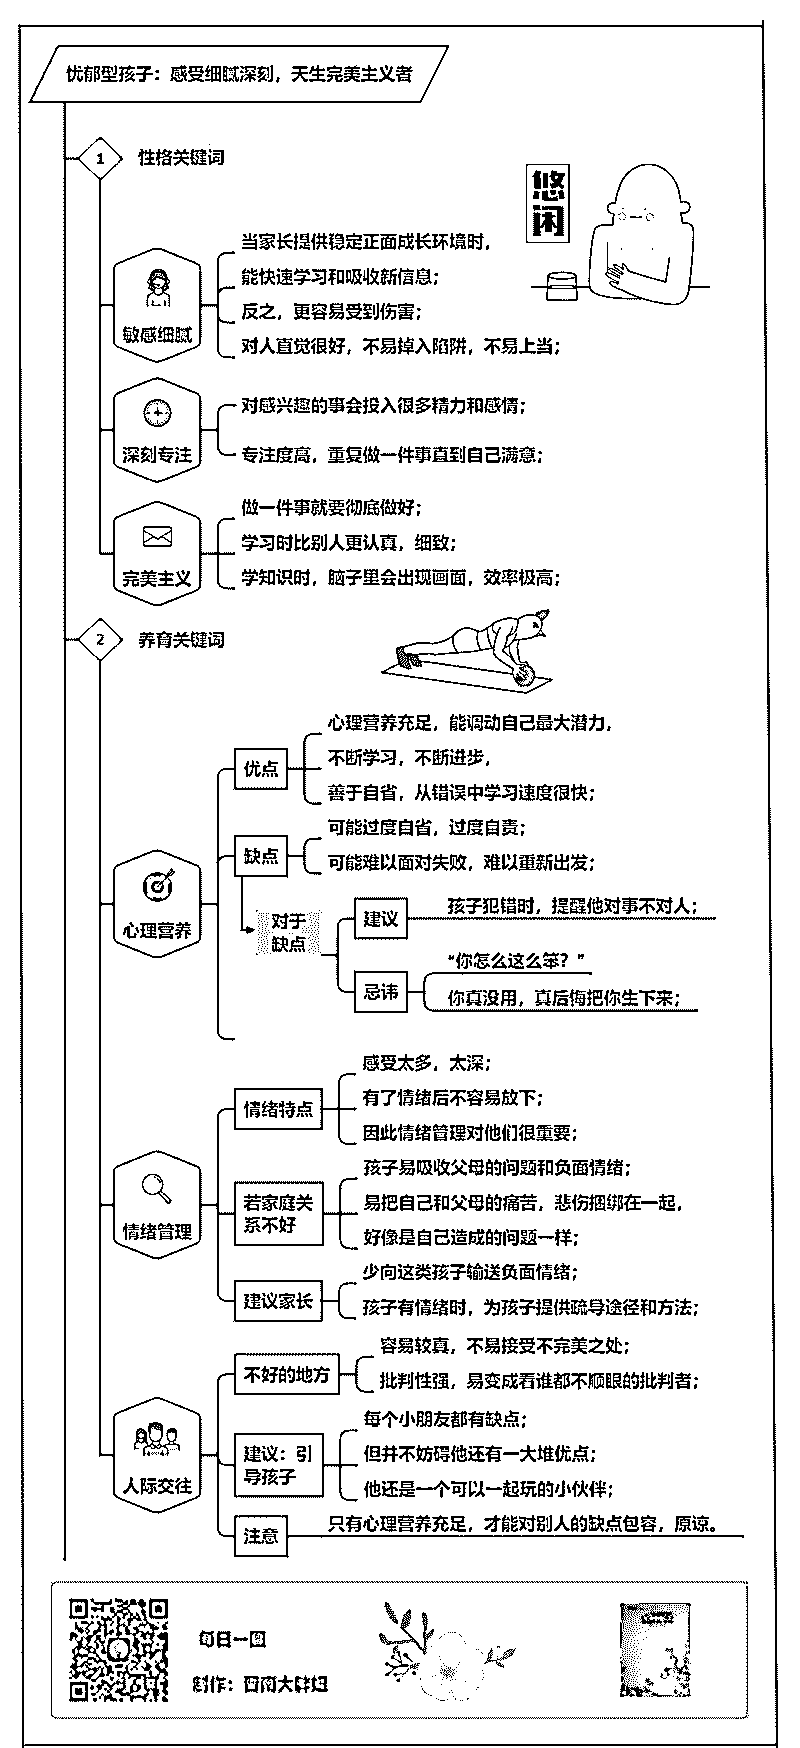 忧郁型孩子：感受细腻深刻，天生完美主义者
1
性格关键词
悠
闲
当家长提供稳定正面成长环境时，
能快速学习和吸收新信息；
反之，更容易受到伤害；
对人直觉很好，不易掉入陷阱，不易上当；
敏感细腻
对感兴趣的事会投入很多精力和感情；
专注度高，重复做一件事直到自己满意；
深刻专注
做一件事就要彻底做好；
学习时比别人更认真，细致；
学知识时，脑子里会出现画面，效率极高；
完美主义
2
养育关键词
心理营养
优点
心理营养充足，能调动自己最大潜力，
不断学习，不断进步，
善于自省，从错误中学习速度很快；
缺点
可能过度自省，过度自责；
可能难以面对失败，难以重新出发；
对于
缺点
建议
孩子犯错时，提醒他对事不对人；
忌讳
“你怎么这么笨？”
你真没用，真后悔把你生下来；
情绪管理
情绪特点
感受太多，太深；
有了情绪后不容易放下；
因此情绪管理对他们很重要；
若家庭关
系不好
孩子易吸收父母的问题和负面情绪；
易把自己和父母的痛苦，悲伤捆绑在一起，
好像是自己造成的问题一样；
建议家长
少向这类孩子输送负面情绪；
孩子有情绪时，为孩子提供疏导途径和方法；
人际交往
不好的地方
容易较真，不易接受不完美之处；
批判性强，易变成看谁都不顺眼的批判者；
建议：引
导孩子
每个小朋友都有缺点；
但并不妨碍他还有一大堆优点；
他还是一个可以一起玩的小伙伴；
注意
只有心理营养充足，才能对别人的缺点包容，原谅。
每日一图
制作：西南大胖妞